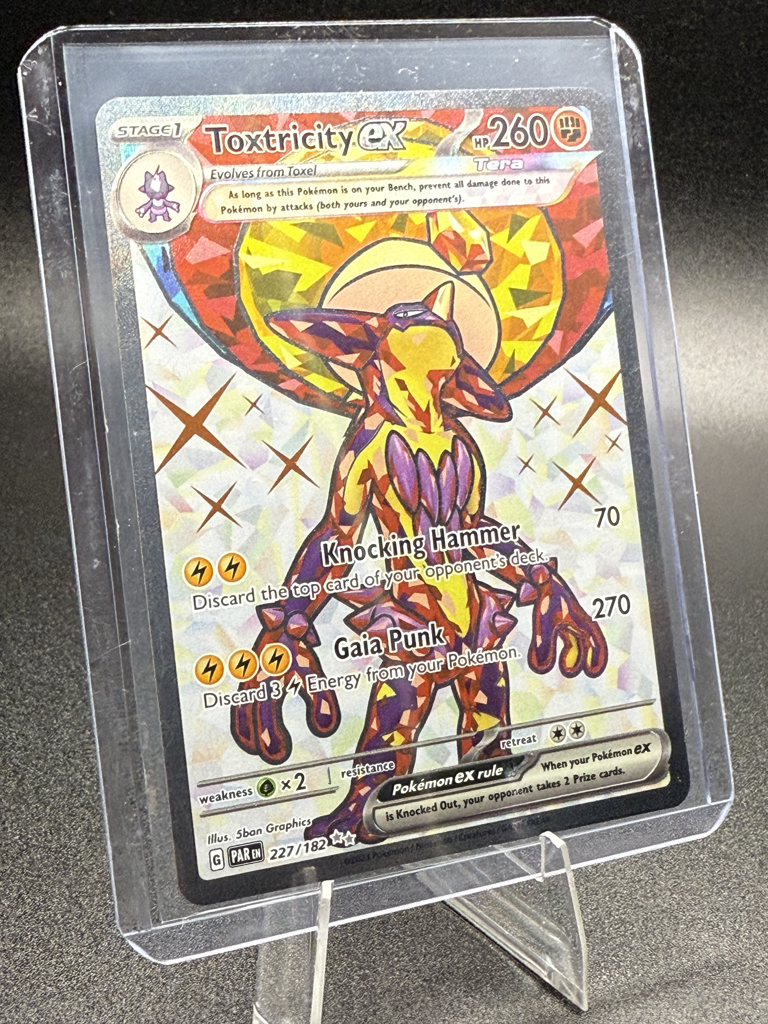 STAGE 1 Toxtricity ex HP 260
Evolves from Toxel Tera
As long as this Pokémon is on your Bench, prevent all damage done to this
Pokémon by attacks (both yours and your opponent's).
Knocking Hammer 70
Discard the top card of your opponent's deck.
Gaia Punk 270
Discard 3 Energy from your Pokémon.
weakness ×2 resistance retreat
Pokémon ex rule When your Pokémon ex
is Knocked Out, your opponent takes 2 Prize cards.
Illus. 5ban Graphics
G PAR EN 227/182
©2023 Pokémon